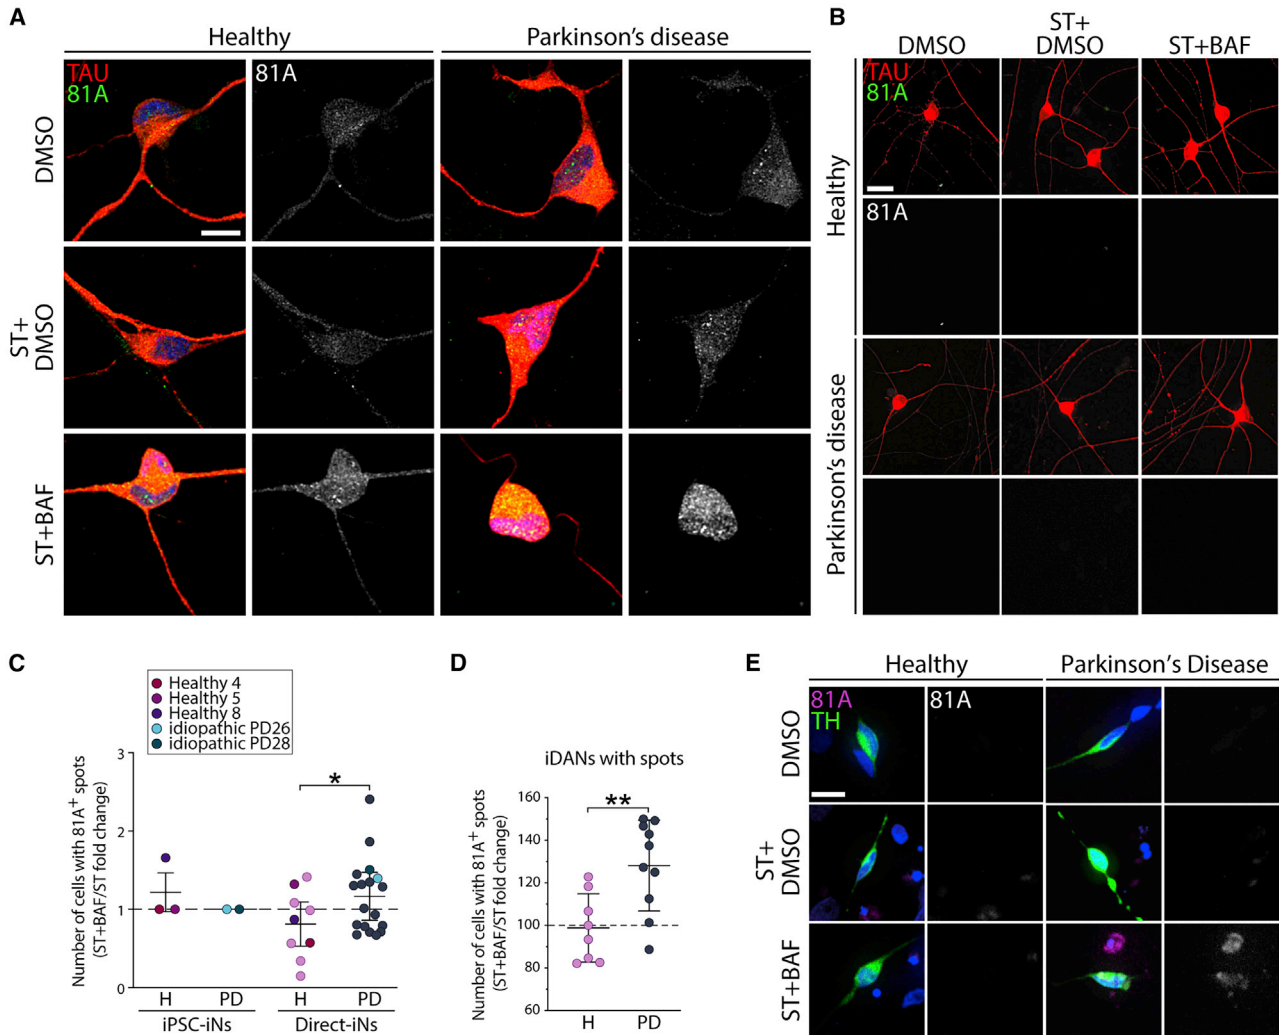 A
Healthy
Parkinson's disease
TAU
81A
81A
DMSO
ST+
DMSO
ST+BAF
B
DMSO
ST+
DMSO
ST+BAF
TAU
81A
81A
Healthy
Parkinson's disease
C
Healthy 4
Healthy 5
Healthy 8
idiopathic PD26
idiopathic PD28
Number of cells with 81A+ spots
(ST+BAF/ST fold change)
3
2
1
0
*
H
PD
H
PD
iPSC-iNs
Direct-iNs
D
iDANs with spots
Number of cells with 81A+ spots
(ST+BAF/ST fold change)
160
140
120
100
80
60
**
H
PD
E
Healthy
Parkinson's Disease
81A
TH
81A
DMSO
ST+
DMSO
ST+BAF